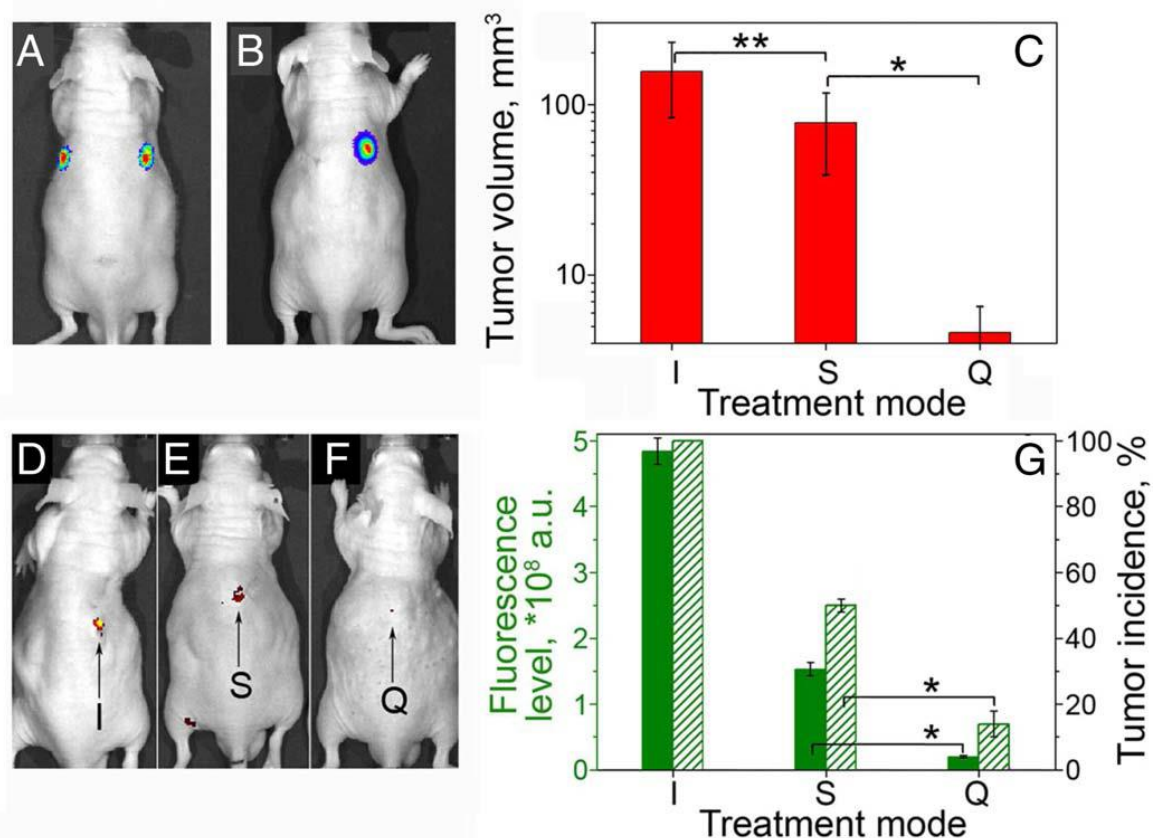 A
B
C
Tumor volume, mm³
100
10
**
*
I
S
Q
Treatment mode
D
E
F
I
S
Q
G
Fluorescence
level, *10⁸ a.u.
5
4
3
2
1
0
Tumor incidence, %
100
80
60
40
20
0
*
*
I
S
Q
Treatment mode